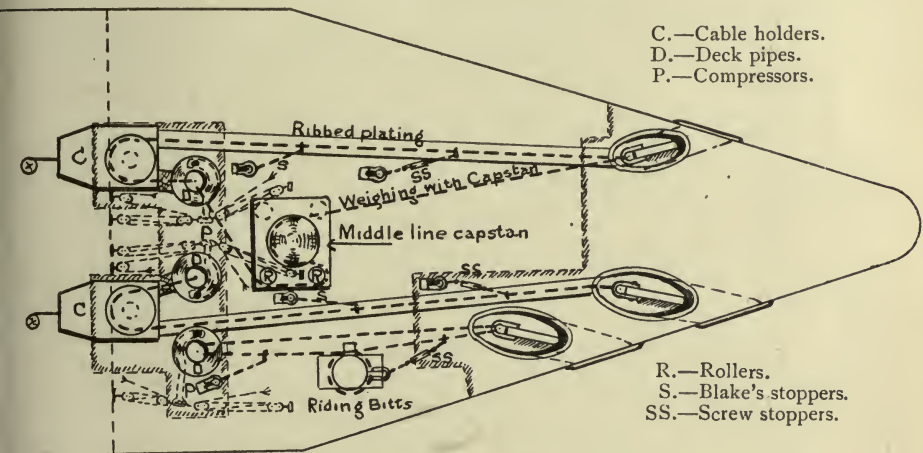 C.—Cable holders.
D.—Deck pipes.
P.—Compressors.
Ribbed plating
C
S
SS
Weighing with Capstan
D
P
Middle line capstan
D
R
R
SS
S
C
D
P
SS
Riding Bitts
R.—Rollers.
S.—Blake's stoppers.
SS.—Screw stoppers.